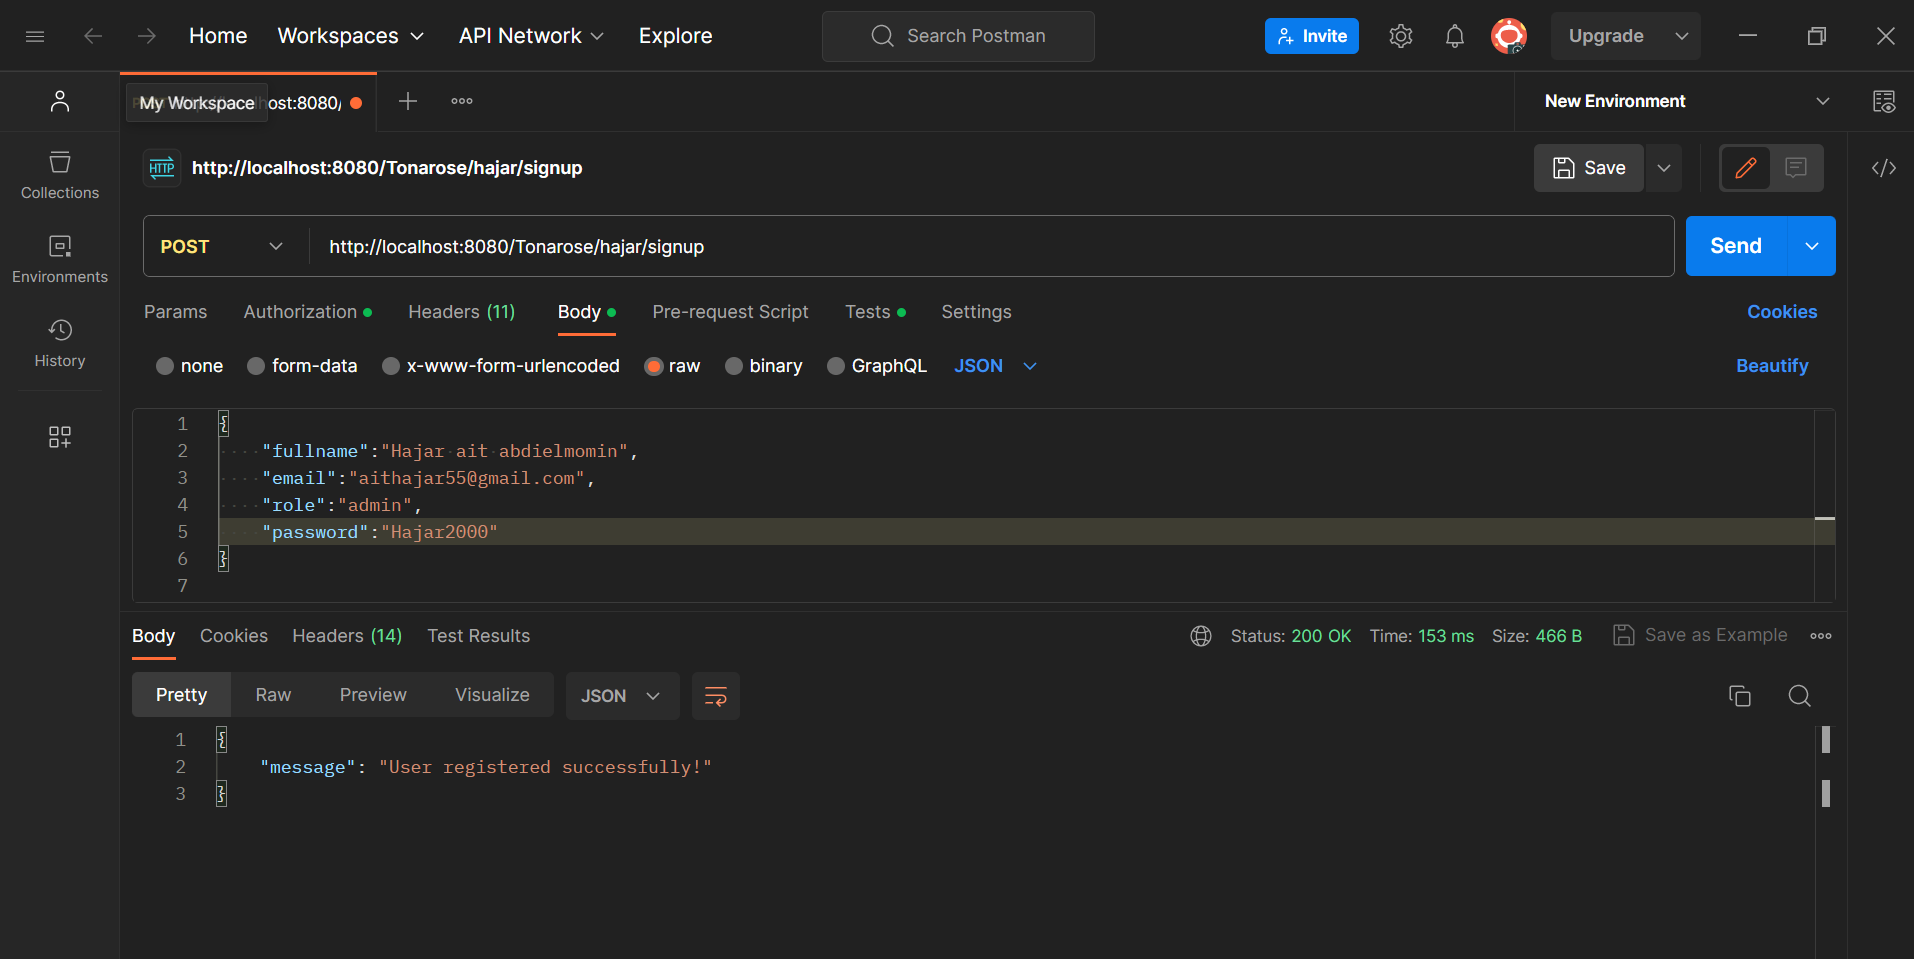 Home Workspaces API Network Explore Search Postman Invite Upgrade
My Workspace ost:8080/ New Environment
HTTP http://localhost:8080/Tonarose/hajar/signup Save
Collections
POST http://localhost:8080/Tonarose/hajar/signup Send
Environments
Params Authorization Headers (11) Body Pre-request Script Tests Settings Cookies
History
none form-data x-www-form-urlencoded raw binary GraphQL JSON Beautify
1 {
2 "fullname":"Hajar ait abdielmomin",
3 "email":"aithajar55@gmail.com",
4 "role":"admin",
5 "password":"Hajar2000"
6 }
7
Body Cookies Headers (14) Test Results Status: 200 OK Time: 153 ms Size: 466 B Save as Example
Pretty Raw Preview Visualize JSON
1 {
2 "message": "User registered successfully!"
3 }